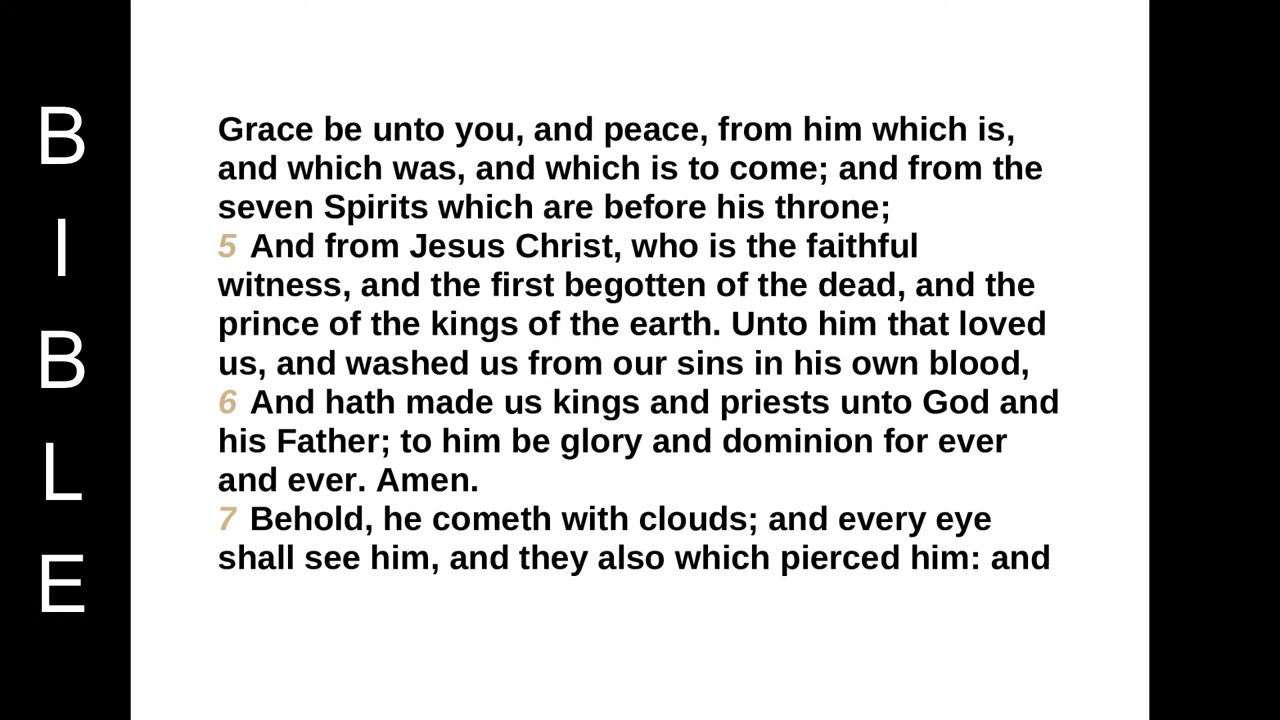 B
I
B
L
E
Grace be unto you, and peace, from him which is,
and which was, and which is to come; and from the
seven Spirits which are before his throne;
5 And from Jesus Christ, who is the faithful
witness, and the first begotten of the dead, and the
prince of the kings of the earth. Unto him that loved
us, and washed us from our sins in his own blood,
6 And hath made us kings and priests unto God and
his Father; to him be glory and dominion for ever
and ever. Amen.
7 Behold, he cometh with clouds; and every eye
shall see him, and they also which pierced him: and